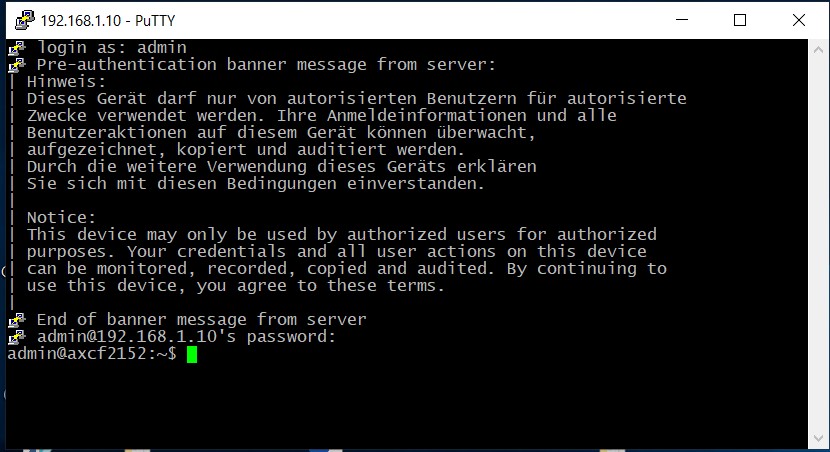 192.168.1.10 - PuTTY
login as: admin
Pre-authentication banner message from server:
| Hinweis:
| Dieses Gerät darf nur von autorisierten Benutzern für autorisierte
| Zwecke verwendet werden. Ihre Anmeldeinformationen und alle
| Benutzeraktionen auf diesem Gerät können überwacht,
| aufgezeichnet, kopiert und auditiert werden.
| Durch die weitere Verwendung dieses Geräts erklären
| Sie sich mit diesen Bedingungen einverstanden.
|
| Notice:
| This device may only be used by authorized users for authorized
| purposes. Your credentials and all user actions on this device
| can be monitored, recorded, copied and audited. By continuing to
| use this device, you agree to these terms.
|
End of banner message from server
admin@192.168.1.10's password:
admin@axcf2152:~$